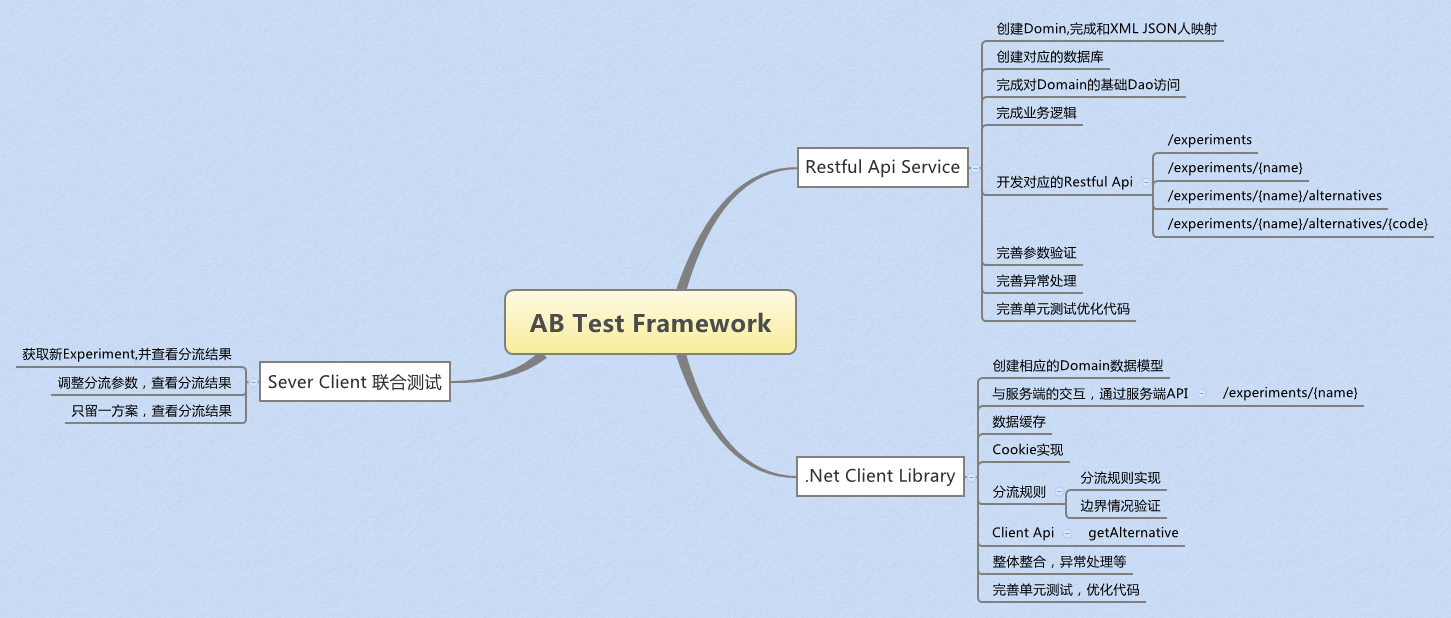 AB Test Framework
Restful Api Service
创建Domin,完成和XML JSON人映射
创建对应的数据库
完成对Domain的基础Dao访问
完成业务逻辑
开发对应的Restful Api
/experiments
/experiments/{name}
/experiments/{name}/alternatives
/experiments/{name}/alternatives/{code}
完善参数验证
完善异常处理
完善单元测试优化代码
.Net Client Library
创建相应的Domain数据模型
与服务端的交互，通过服务端API
/experiments/{name}
数据缓存
Cookie实现
分流规则
分流规则实现
边界情况验证
Client Api
getAlternative
整体整合，异常处理等
完善单元测试，优化代码
Sever Client 联合测试
获取新Experiment,并查看分流结果
调整分流参数，查看分流结果
只留一方案，查看分流结果